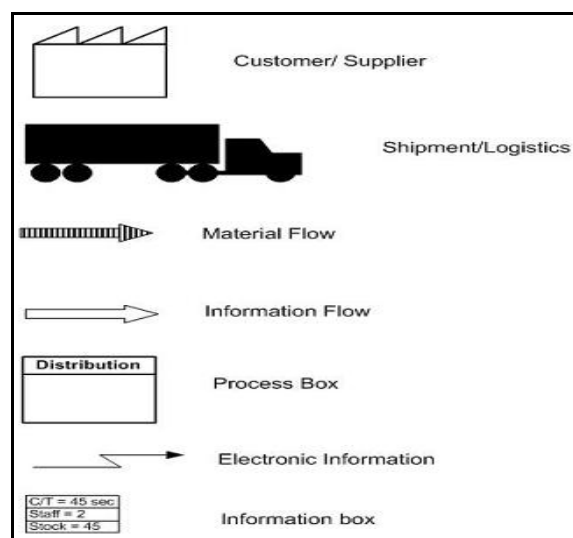 Customer/ Supplier
Shipment/Logistics
Material Flow
Information Flow
Distribution
Process Box
Electronic Information
C/T = 45 sec
Staff = 2
Stock = 45
Information box